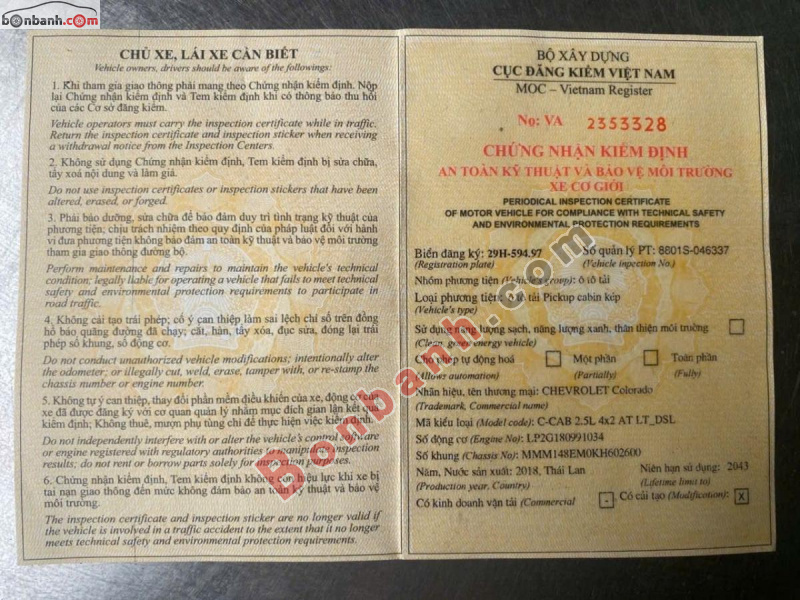 bonbanh.com
CHỦ XE, LÁI XE CẦN BIẾT
Vehicle owners, drivers should be aware of the followings:
1. Khi tham gia giao thông phải mang theo Chứng nhận kiểm định. Nộp
lại Chứng nhận kiểm định và Tem kiểm định khi có thông báo thu hồi
của các Cơ sở đăng kiểm.
Vehicle operators must carry the inspection certificate while in traffic.
Return the inspection certificate and inspection sticker when receiving
a withdrawal notice from the Inspection Centers.
2. Không sử dụng Chứng nhận kiểm định, Tem kiểm định bị sửa chữa,
tẩy xoá nội dung và làm giả.
Do not use inspection certificates or inspection stickers that have been
altered, erased, or forged.
3. Phải bảo dưỡng, sửa chữa để bảo đảm duy trì tình trạng kỹ thuật của
phương tiện; chịu trách nhiệm theo quy định của pháp luật đối với hành
vi đưa phương tiện không bảo đảm an toàn kỹ thuật và bảo vệ môi trường
tham gia giao thông đường bộ.
Perform maintenance and repairs to maintain the vehicle's technical
condition; legally liable for operating a vehicle that fails to meet technical
safety and environmental protection requirements to participate in
road traffic.
4. Không cải tạo trái phép; cố ý can thiệp làm sai lệch chỉ số trên đồng
hồ báo quãng đường đã chạy; cắt, hàn, tẩy xóa, đục sửa, đóng lại trái
phép số khung, số động cơ.
Do not conduct unauthorized vehicle modifications; intentionally alter
the odometer; or illegally cut, weld, erase, tamper with, or re-stamp the
chassis number or engine number.
5. Không tự ý can thiệp, thay đổi phần mềm điều khiển của xe, động cơ của
xe đã được đăng ký với cơ quan quản lý nhằm mục đích gian lận kết quả
kiểm định; Không thuê, mượn phụ tùng chỉ để thực hiện việc kiểm định.
Do not independently interfere with or alter the vehicle's control software
or engine registered with regulatory authorities to manipulate inspection
results; do not rent or borrow parts solely for inspection purposes.
6. Chứng nhận kiểm định, Tem kiểm định không còn hiệu lực khi xe bị
tai nạn giao thông đến mức không đảm bảo an toàn kỹ thuật và bảo vệ
môi trường.
The inspection certificate and inspection sticker are no longer valid if
the vehicle is involved in a traffic accident to the extent that it no longer
meets technical safety and environmental protection requirements.
BỘ XÂY DỰNG
CỤC ĐĂNG KIỂM VIỆT NAM
MOC – Vietnam Register
No: VA 2353328
CHỨNG NHẬN KIỂM ĐỊNH
AN TOÀN KỸ THUẬT VÀ BẢO VỆ MÔI TRƯỜNG
XE CƠ GIỚI
PERIODICAL INSPECTION CERTIFICATE
OF MOTOR VEHICLE FOR COMPLIANCE WITH TECHNICAL SAFETY
AND ENVIRONMENTAL PROTECTION REQUIREMENTS
Biển đăng ký: 29H-594.97 Số quản lý PT: 8801S-046337
(Registration plate) (Vehicle inspection No.)
Nhóm phương tiện (Vehicle's group): ô tô tải
Loại phương tiện: ô tô tải Pickup cabin kép
(Vehicle's type)
Sử dụng năng lượng sạch, năng lượng xanh, thân thiện môi trường
(Clean, green energy vehicle)
Cho phép tự động hoá Một phần Toàn phần
(Allows automation) (Partially) (Fully)
Nhãn hiệu, tên thương mại: CHEVROLET Colorado
(Trademark, Commercial name)
Mã kiểu loại (Model code): C-CAB 2.5L 4x2 AT LT_DSL
Số động cơ (Engine No): LP2G180991034
Số khung (Chassis No): MMM148EM0KH602600
Năm, Nước sản xuất: 2018, Thái Lan Niên hạn sử dụng: 2043
(Production year, Country) (Lifetime limit to)
Có kinh doanh vận tải (Commercial - Có cải tạo (Modification): X
Bonbanh.com